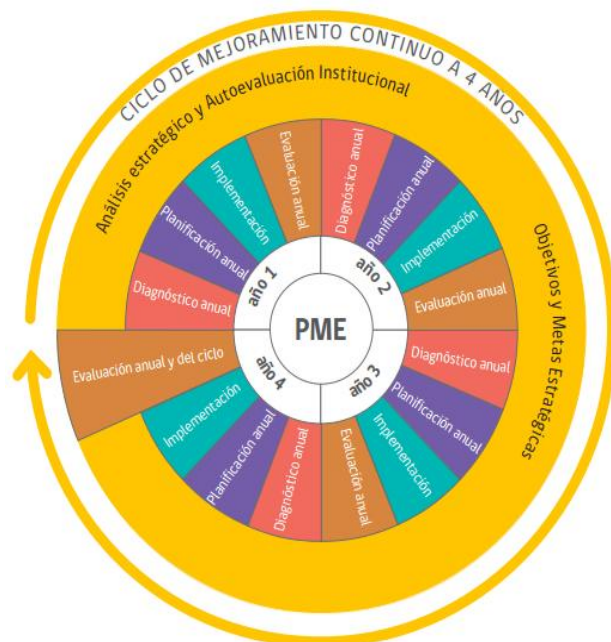 CICLO DE MEJORAMIENTO CONTINUO A 4 AÑOS
Análisis estratégico y Autoevaluación Institucional
Objetivos y Metas Estratégicas
PME
año 1
Diagnóstico anual
Planificación anual
Implementación
Evaluación anual
año 2
Diagnóstico anual
Planificación anual
Implementación
Evaluación anual
año 3
Diagnóstico anual
Planificación anual
Implementación
Evaluación anual
año 4
Diagnóstico anual
Planificación anual
Implementación
Evaluación anual y del ciclo